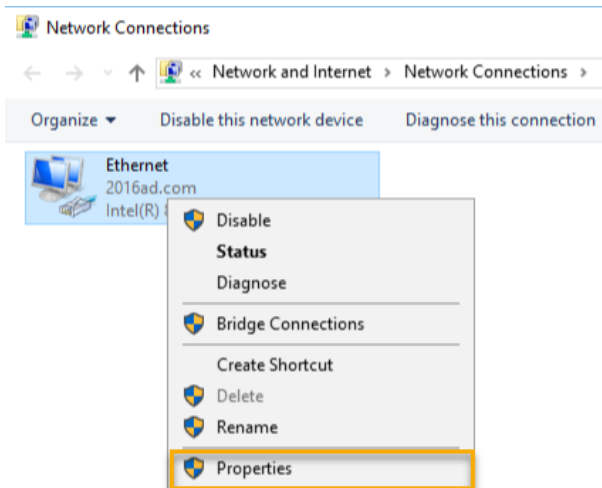 Network Connections
« Network and Internet > Network Connections >
Organize Disable this network device Diagnose this connection
Ethernet
2016ad.com
Intel(R)
Disable
Status
Diagnose
Bridge Connections
Create Shortcut
Delete
Rename
Properties